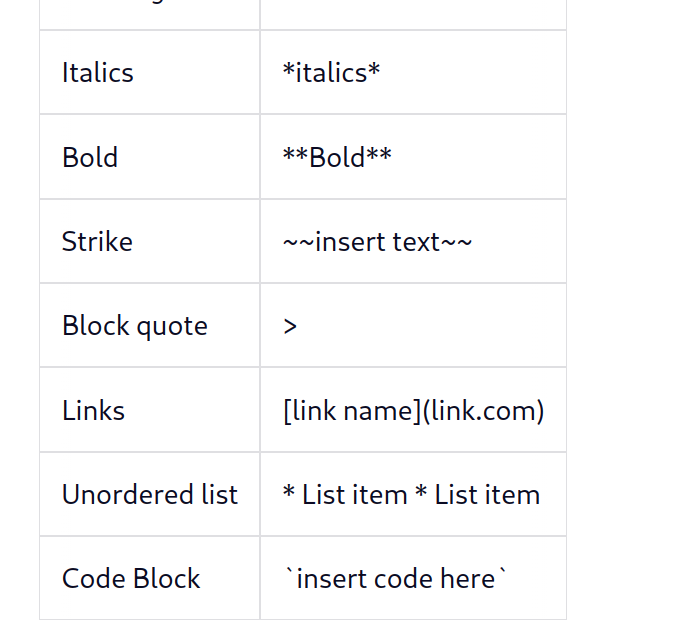 Italics *italics*
Bold **Bold**
Strike ~~insert text~~
Block quote >
Links [link name](link.com)
Unordered list * List item * List item
Code Block `insert code here`